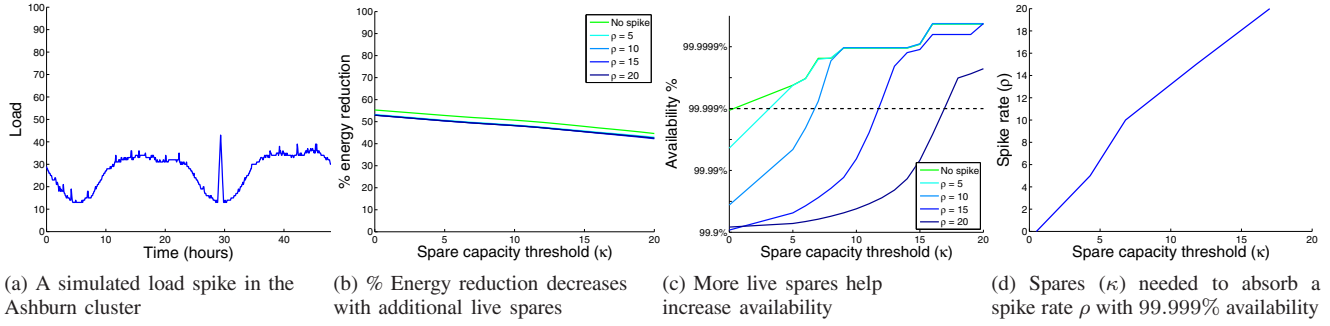 100
90
80
70
60
50
40
30
20
10
0
Load
0 10 20 30 40
Time (hours)
(a) A simulated load spike in the
Ashburn cluster
100
90
80
70
60
50
40
30
20
10
0
% energy reduction
No spike
ρ = 5
ρ = 10
ρ = 15
ρ = 20
0 5 10 15 20
Spare capacity threshold (κ)
(b) % Energy reduction decreases
with additional live spares
99.9999%
99.999%
99.99%
99.9%
Availability %
No spike
ρ = 5
ρ = 10
ρ = 15
ρ = 20
0 5 10 15 20
Spare capacity threshold (κ)
(c) More live spares help
increase availability
20
18
16
14
12
10
8
6
4
2
0
Spike rate (ρ)
0 5 10 15 20
Spare capacity threshold (κ)
(d) Spares (κ) needed to absorb a
spike rate ρ with 99.999% availability